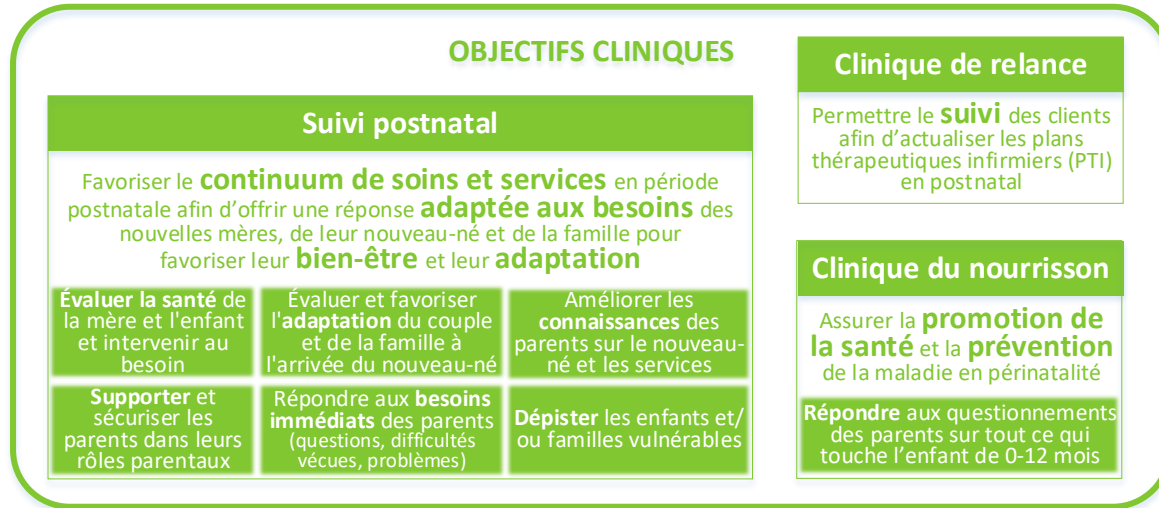 OBJECTIFS CLINIQUES
Suivi postnatal
Favoriser le continuum de soins et services en période
postnatale afin d'offrir une réponse adaptée aux besoins des
nouvelles mères, de leur nouveau-né et de la famille pour
favoriser leur bien-être et leur adaptation
Évaluer la santé de
la mère et l'enfant
et intervenir au
besoin
Évaluer et favoriser
l'adaptation du couple
et de la famille à
l'arrivée du nouveau-né
Améliorer les
connaissances des
parents sur le nouveau-
né et les services
Supporter et
sécuriser les
parents dans leurs
rôles parentaux
Répondre aux besoins
immédiats des parents
(questions, difficultés
vécues, problèmes)
Dépister les enfants et/
ou familles vulnérables
Clinique de relance
Permettre le suivi des clients
afin d'actualiser les plans
thérapeutiques infirmiers (PTI)
en postnatal
Clinique du nourrisson
Assurer la promotion de
la santé et la prévention
de la maladie en périnatalité
Répondre aux questionnements
des parents sur tout ce qui
touche l'enfant de 0-12 mois